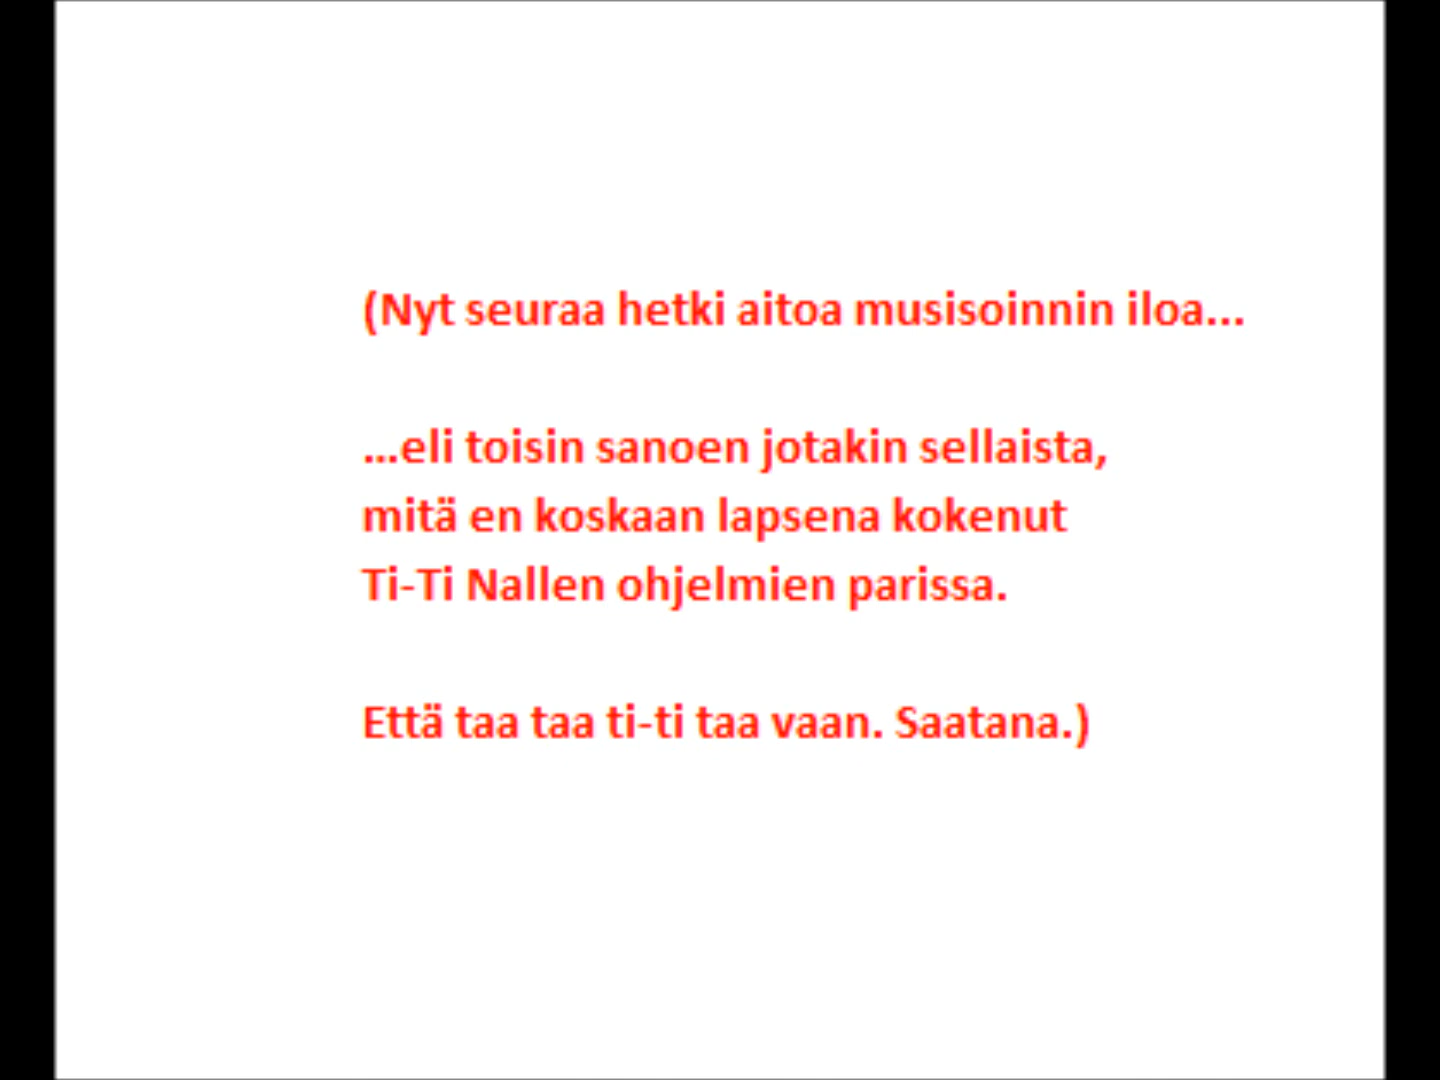 (Nyt seuraa hetki aitoa musisoinnin iloa...
...eli toisin sanoen jotakin sellaista,
mitä en koskaan lapsena kokenut
Ti-Ti Nallen ohjelmien parissa.
Että taa taa ti-ti taa vaan. Saatana.)